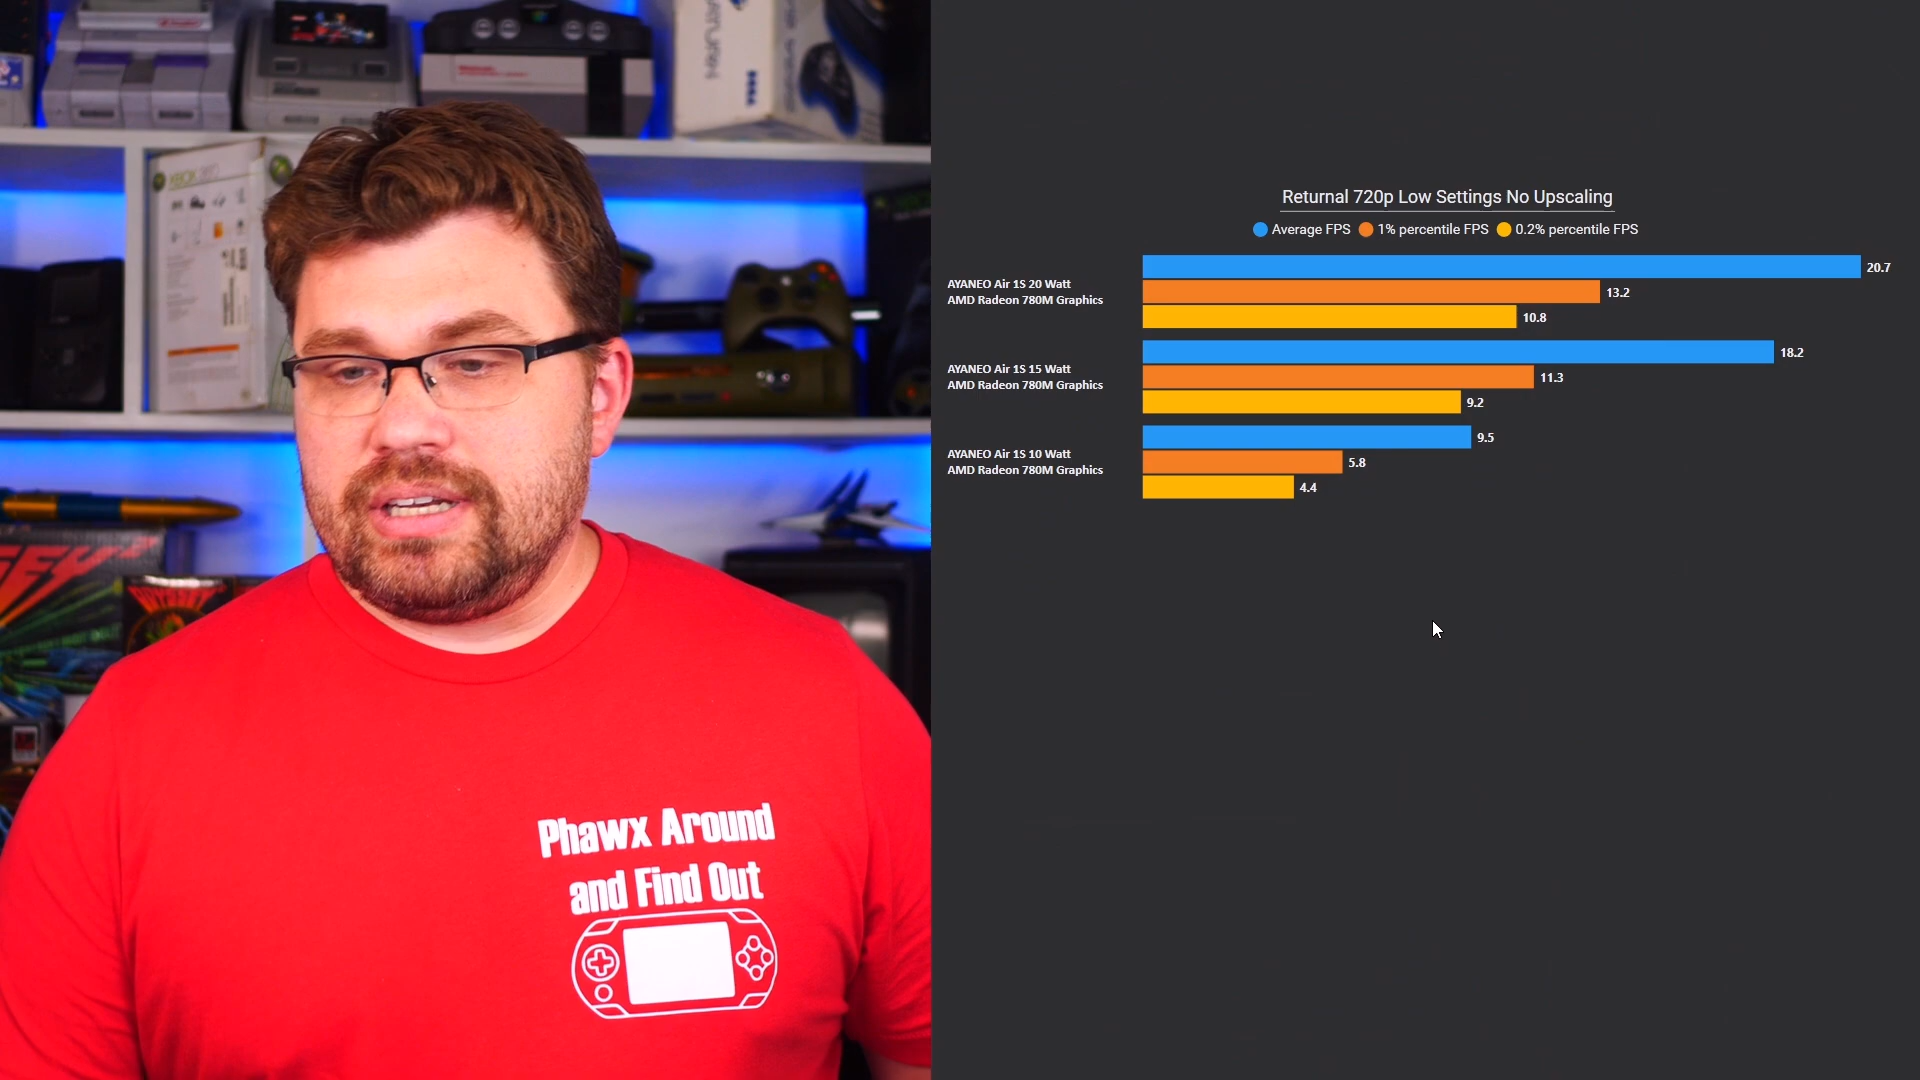 XBOX 360
Returnal 720p Low Settings No Upscaling
Average FPS 1% percentile FPS 0.2% percentile FPS
AYANEO Air 1S 20 Watt
AMD Radeon 780M Graphics
20.7
13.2
10.8
AYANEO Air 1S 15 Watt
AMD Radeon 780M Graphics
18.2
11.3
9.2
AYANEO Air 1S 10 Watt
AMD Radeon 780M Graphics
9.5
5.8
4.4
Phawx Around
and Find Out